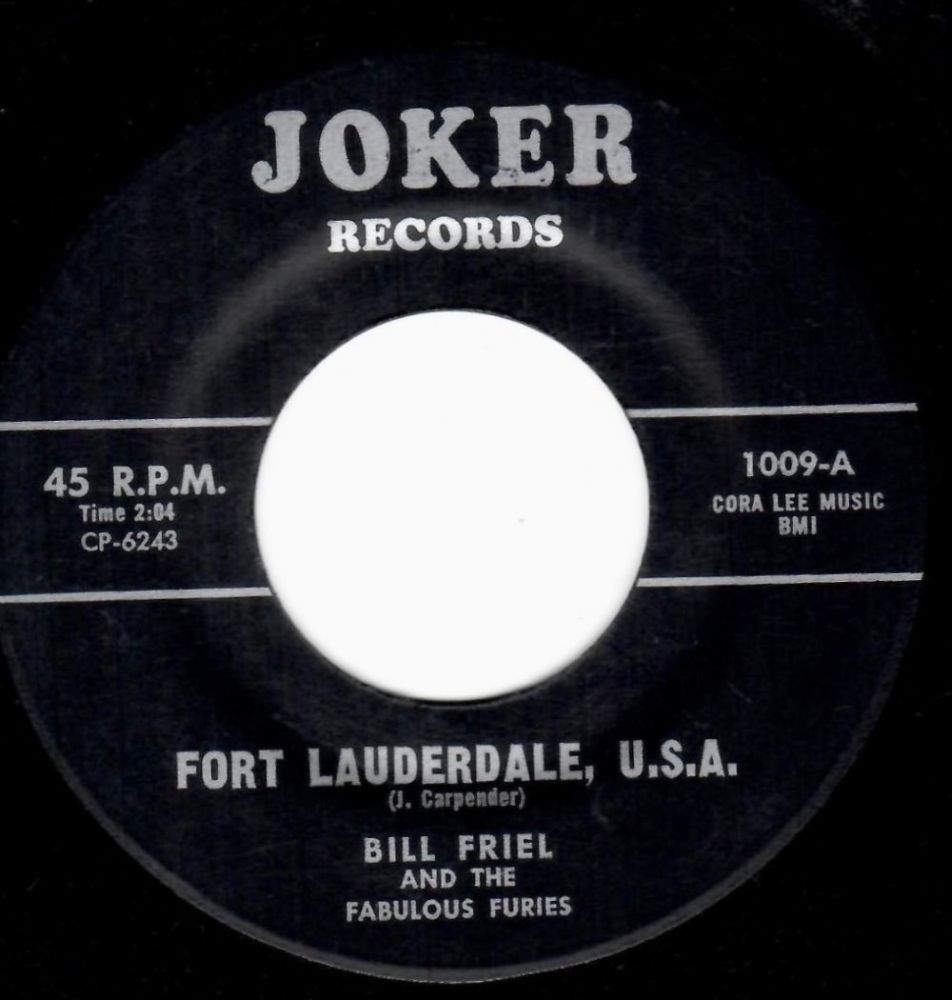 JOKER
RECORDS
45 R.P.M.
Time 2:04
CP-6243
1009-A
CORA LEE MUSIC
BMI
FORT LAUDERDALE, U.S.A.
(J. Carpender)
BILL FRIEL
AND THE
FABULOUS FURIES